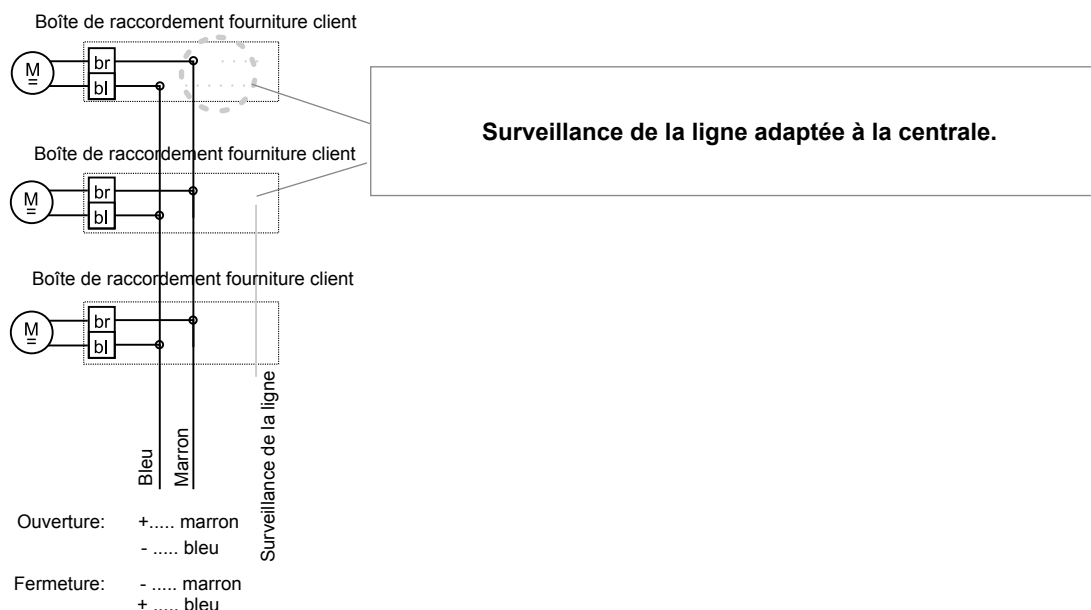 Boîte de raccordement fourniture client
M
br
bl
Surveillance de la ligne adaptée à la centrale.
Boîte de raccordement fourniture client
M
br
bl
Boîte de raccordement fourniture client
M
br
bl
Bleu
Marron
Surveillance de la ligne
Ouverture: +..... marron
- ..... bleu
Fermeture: - ..... marron
+ ..... bleu